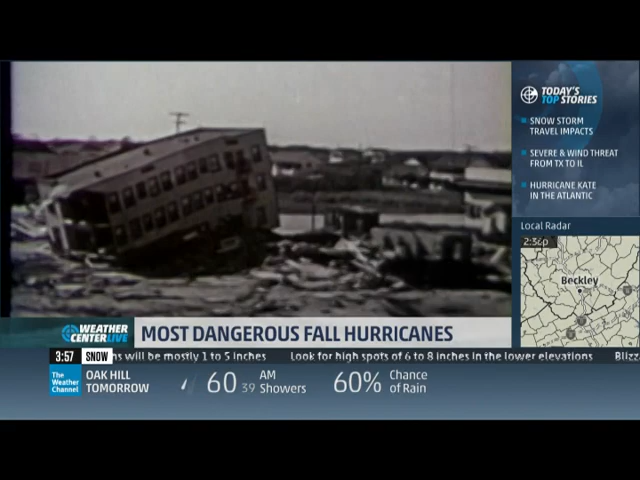 TODAY'S
TOP STORIES
SNOW STORM
TRAVEL IMPACTS
SEVERE & WIND THREAT
FROM TX TO IL
HURRICANE KATE
IN THE ATLANTIC
Local Radar
2:36p
Beckley
WEATHER
CENTER LIVE
MOST DANGEROUS FALL HURRICANES
3:57 SNOW ns will be mostly 1 to 5 inches Look for high spots of 6 to 8 inches in the lower elevations Blizz
The
Weather
Channel
OAK HILL
TOMORROW
60 39
AM
Showers
60%
Chance
of Rain